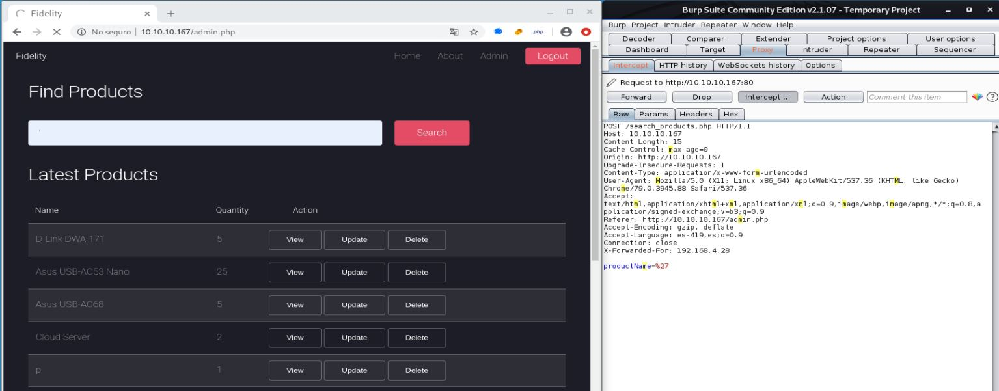 Fidelity
No seguro | 10.10.10.167/admin.php
php
Fidelity Home About Admin Logout
Find Products
' Search
Latest Products
Name Quantity Action
D-Link DWA-171 5 View Update Delete
Asus USB-AC53 Nano 25 View Update Delete
Asus USB-AC68 5 View Update Delete
Cloud Server 2 View Update Delete
p 1 View Update Delete
Burp Suite Community Edition v2.1.07 - Temporary Project
Burp Project Intruder Repeater Window Help
Decoder Comparer Extender Project options User options
Dashboard Target Proxy Intruder Repeater Sequencer
Intercept HTTP history WebSockets history Options
Request to http://10.10.10.167:80
Forward Drop Intercept ... Action Comment this item ?
Raw Params Headers Hex
POST /search_products.php HTTP/1.1
Host: 10.10.10.167
Content-Length: 15
Cache-Control: max-age=0
Origin: http://10.10.10.167
Upgrade-Insecure-Requests: 1
Content-Type: application/x-www-form-urlencoded
User-Agent: Mozilla/5.0 (X11; Linux x86_64) AppleWebKit/537.36 (KHTML, like Gecko)
Chrome/79.0.3945.88 Safari/537.36
Accept:
text/html,application/xhtml+xml,application/xml;q=0.9,image/webp,image/apng,*/*;q=0.8,a
pplication/signed-exchange;v=b3;q=0.9
Referer: http://10.10.10.167/admin.php
Accept-Encoding: gzip, deflate
Accept-Language: es-419,es;q=0.9
Connection: close
X-Forwarded-For: 192.168.4.28
productName=%27